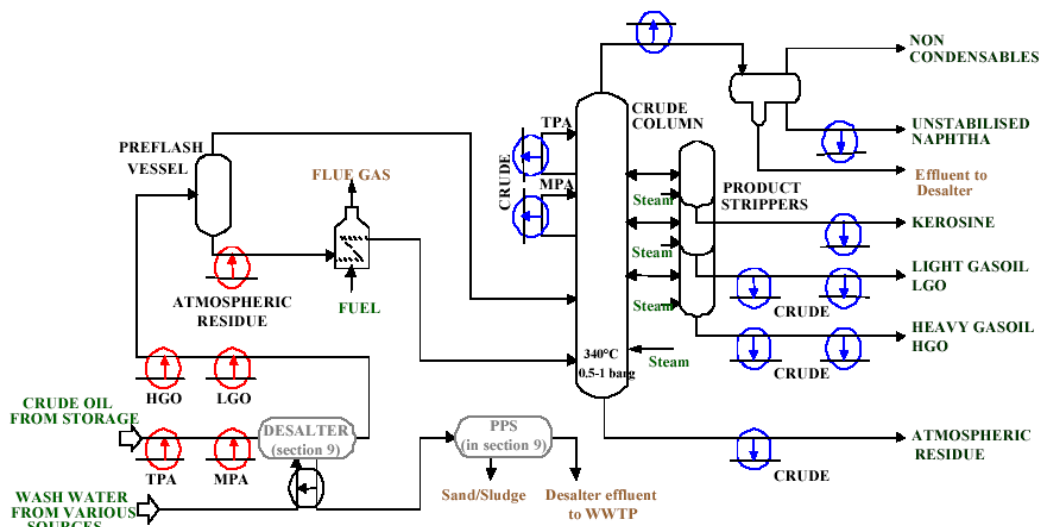 NON
CONDENSABLES
CRUDE
COLUMN
TPA
PREFLASH
VESSEL
UNSTABILISED
NAPHTHA
FLUE GAS
CRUDE
MPA
Effluent to
Desalter
PRODUCT
STRIPPERS
Steam
KEROSINE
Steam
LIGHT GASOIL
LGO
ATMOSPHERIC
RESIDUE
FUEL
CRUDE
Steam
HEAVY GASOIL
HGO
340°C
0.5-1 barg
Steam
CRUDE
HGO
LGO
CRUDE OIL
FROM STORAGE
DESALTER
(section 9)
PPS
(in section 9)
ATMOSPHERIC
RESIDUE
CRUDE
TPA
MPA
WASH WATER
FROM VARIOUS
SOURCES
Sand/Sludge
Desalter effluent
to WWTP